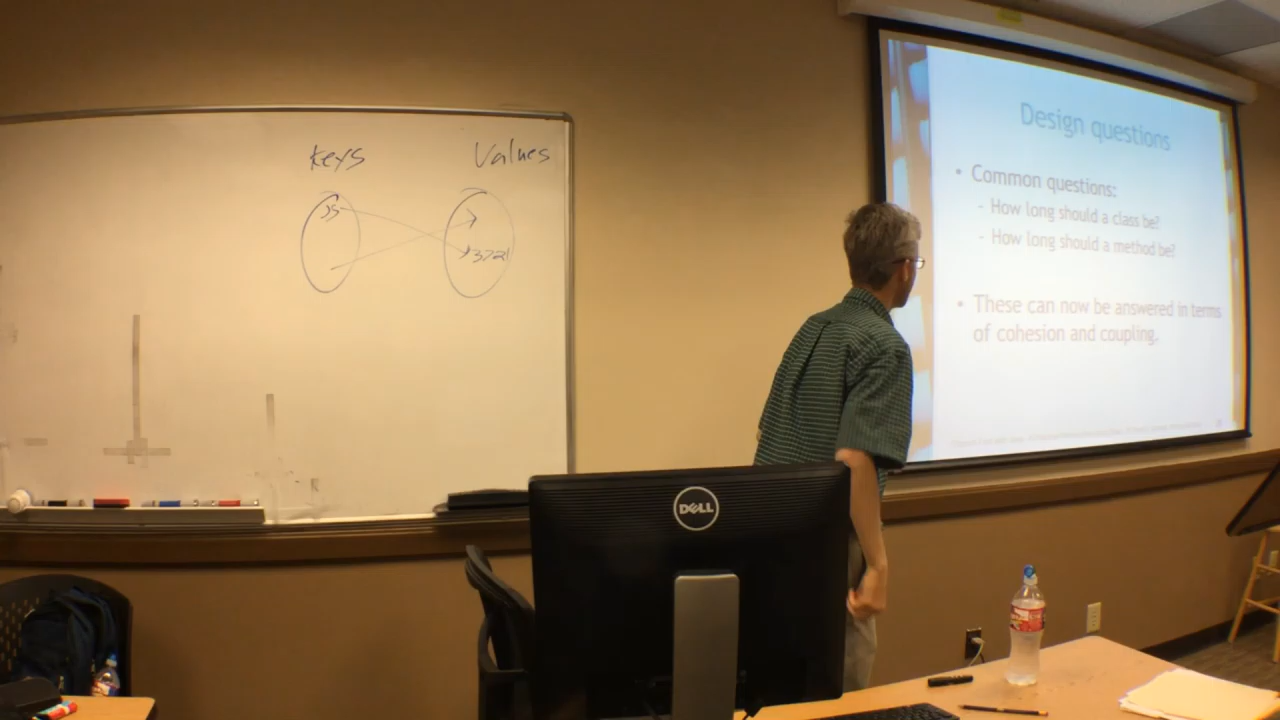 Keys Values
35
3721
Design questions
• Common questions:
– How long should a class be?
– How long should a method be?
• These can now be answered in terms
of cohesion and coupling.
DELL